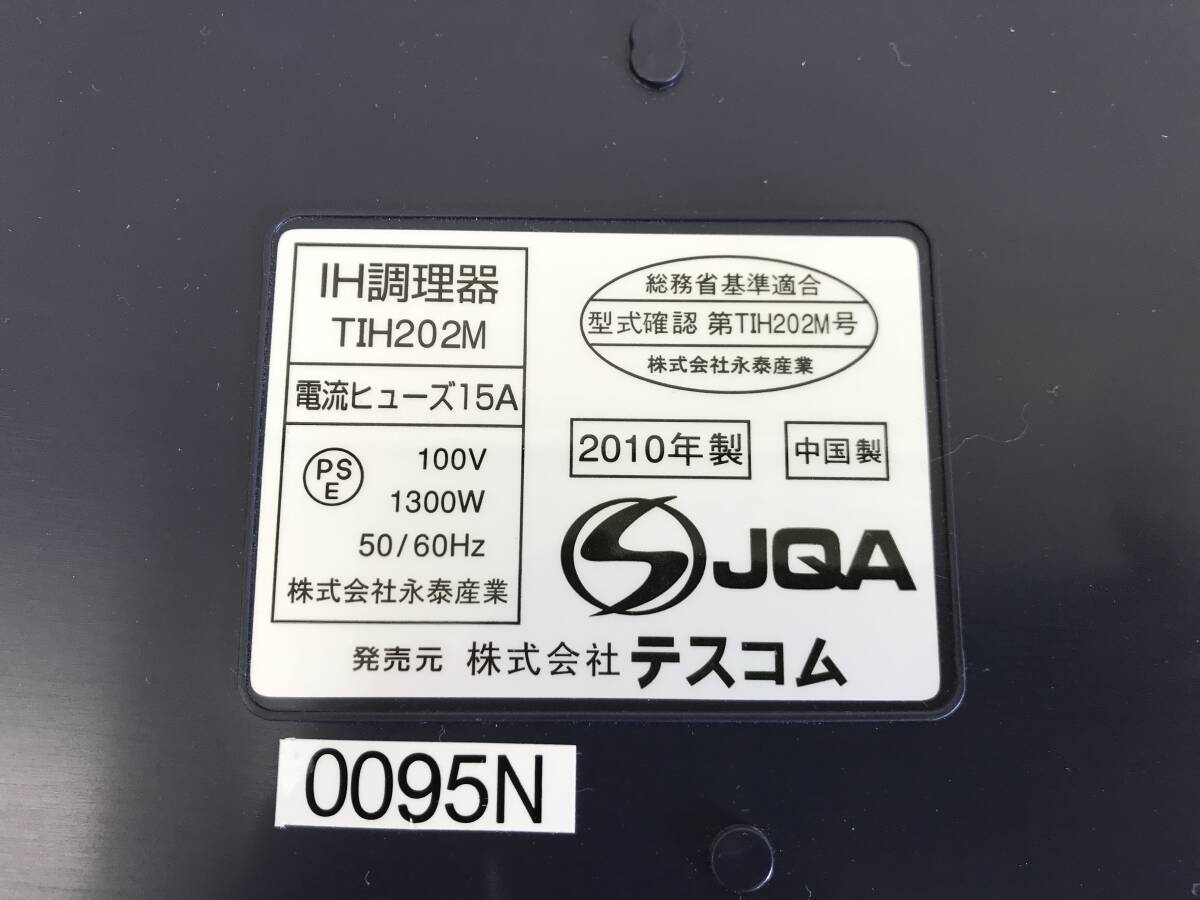 IH調理器
TIH202M
電流ヒューズ15A
PS
E
100V
1300W
50/60Hz
株式会社永泰産業
総務省基準適合
型式確認 第TIH202M号
株式会社永泰産業
2010年製
中国製
JQA
発売元 株式会社 テスコム
0095N